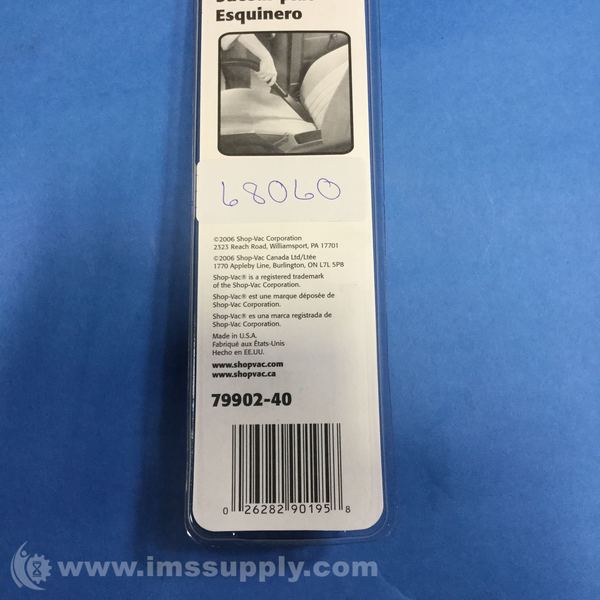 Esquinero
68060
©2006 Shop-Vac Corporation
2323 Reach Road, Williamsport, PA 17701
©2006 Shop-Vac Canada Ltd/Ltée
1770 Appleby Line, Burlington, ON L7L 5P8
Shop-Vac® is a registered trademark
of the Shop-Vac Corporation.
Shop-Vac® est une marque déposée de
Shop-Vac Corporation.
Shop-Vac® es una marca registrada de
Shop-Vac Corporation.
Made in U.S.A.
Fabriqué aux États-Unis
Hecho en EE.UU.
www.shopvac.com
www.shopvac.ca
79902-40
0 26282 90195 8
www.imssupply.com